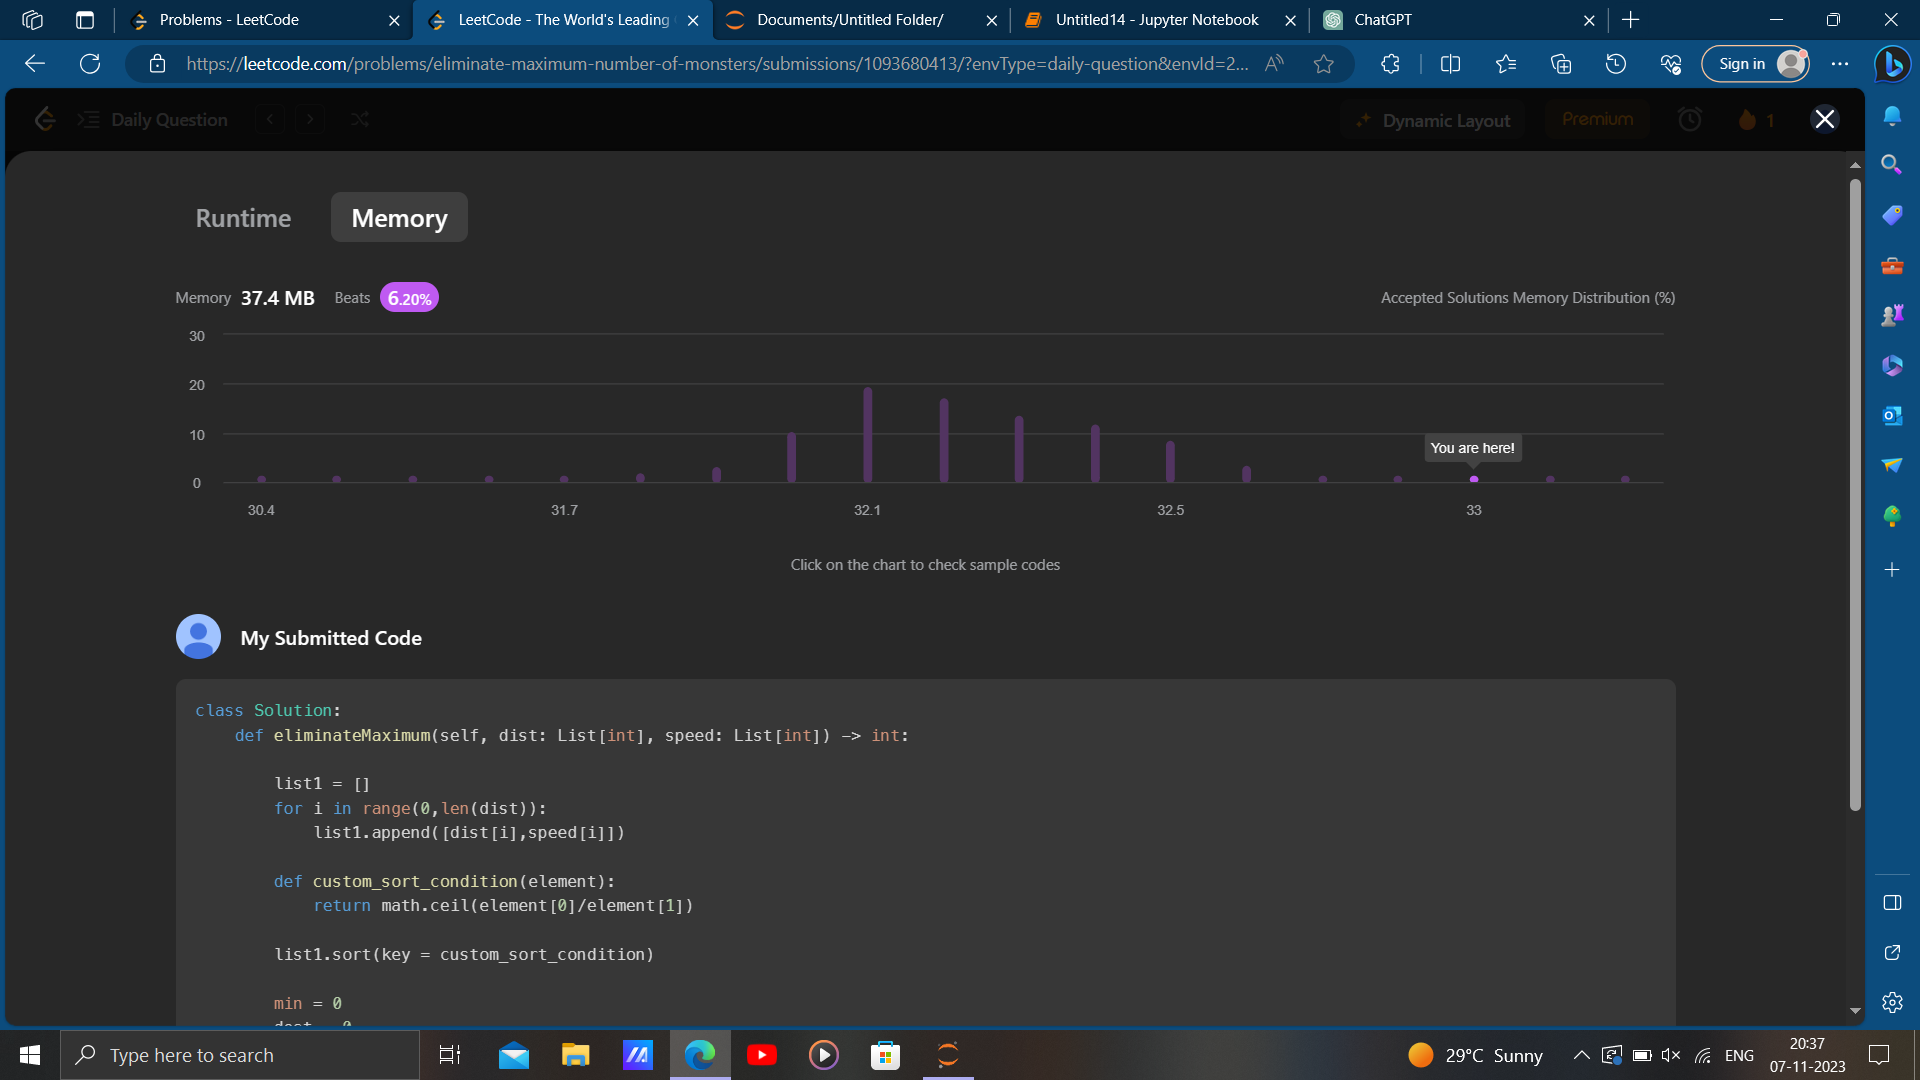 Problems - LeetCode
LeetCode - The World's Leading
Documents/Untitled Folder/
Untitled14 - Jupyter Notebook
ChatGPT
https://leetcode.com/problems/eliminate-maximum-number-of-monsters/submissions/1093680413/?envType=daily-question&envId=2...
Sign in
Daily Question
Dynamic Layout
Premium
1
Runtime
Memory
Memory 37.4 MB Beats 6.20%
Accepted Solutions Memory Distribution (%)
30
20
10
0
You are here!
30.4 31.7 32.1 32.5 33
Click on the chart to check sample codes
My Submitted Code
class Solution:
    def eliminateMaximum(self, dist: List[int], speed: List[int]) -> int:
        list1 = []
        for i in range(0,len(dist)):
            list1.append([dist[i],speed[i]])
        def custom_sort_condition(element):
            return math.ceil(element[0]/element[1])
        list1.sort(key = custom_sort_condition)
        min = 0
Type here to search
29°C Sunny
ENG
20:37
07-11-2023